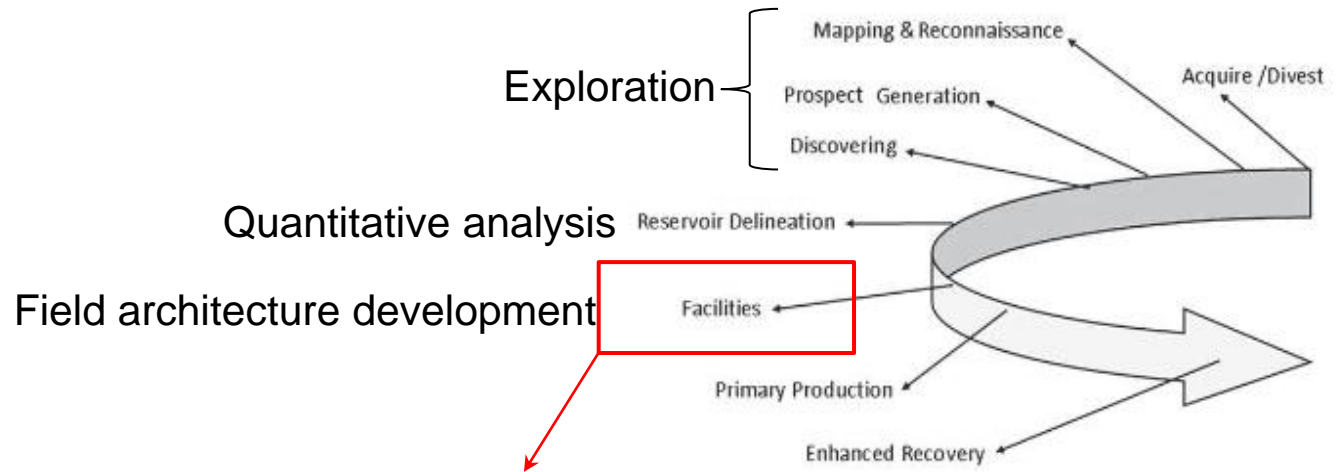 Mapping & Reconnaissance
Acquire /Divest
Exploration
Prospect Generation
Discovering
Quantitative analysis
Reservoir Delineation
Field architecture development
Facilities
Primary Production
Enhanced Recovery